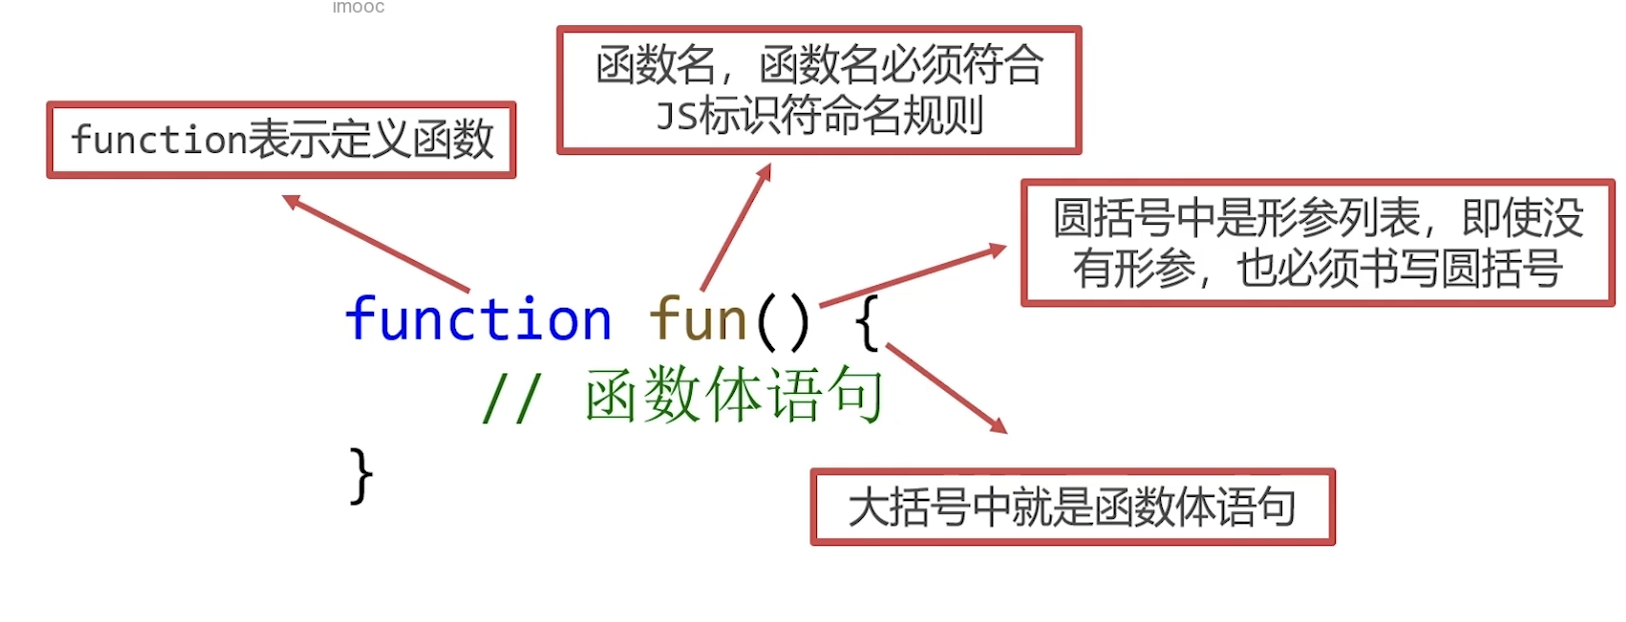 imooc
函数名，函数名必须符合
JS标识符命名规则
function表示定义函数
圆括号中是形参列表，即使没
有形参，也必须书写圆括号
function fun() {
// 函数体语句
}
大括号中就是函数体语句